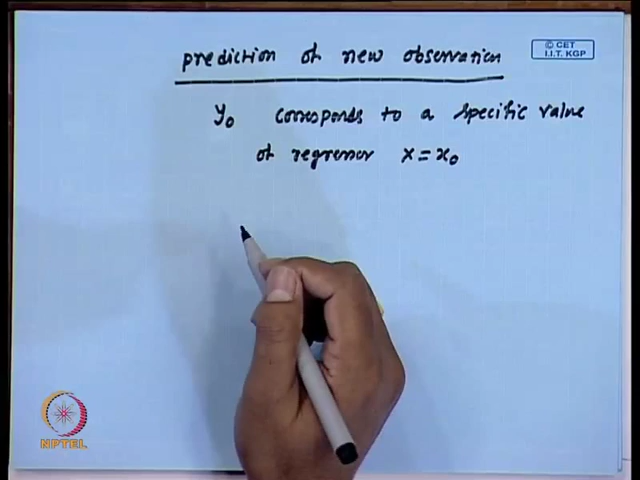 prediction of new observation
© CET
I.I.T. KGP
y₀ corresponds to a specific value
of regressor x = x₀
NPTEL